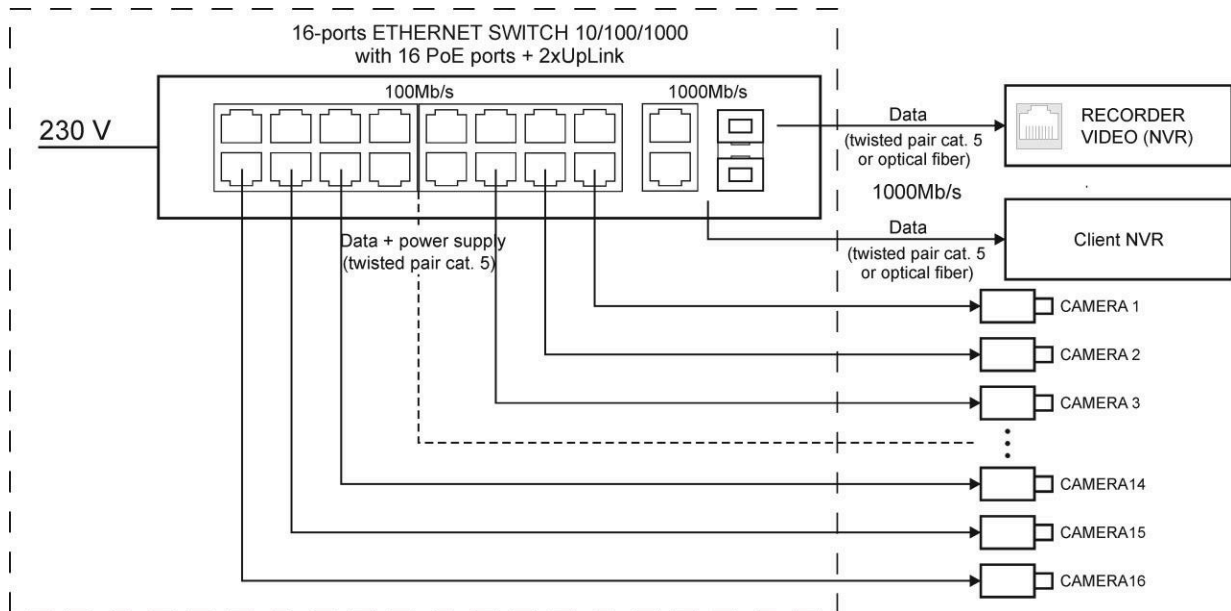 16-ports ETHERNET SWITCH 10/100/1000
with 16 PoE ports + 2xUpLink
100Mb/s
1000Mb/s
230 V
Data
(twisted pair cat. 5
or optical fiber)
RECORDER
VIDEO (NVR)
1000Mb/s
Data
(twisted pair cat. 5
or optical fiber)
Client NVR
Data + power supply
(twisted pair cat. 5)
CAMERA 1
CAMERA 2
CAMERA 3
CAMERA14
CAMERA15
CAMERA16